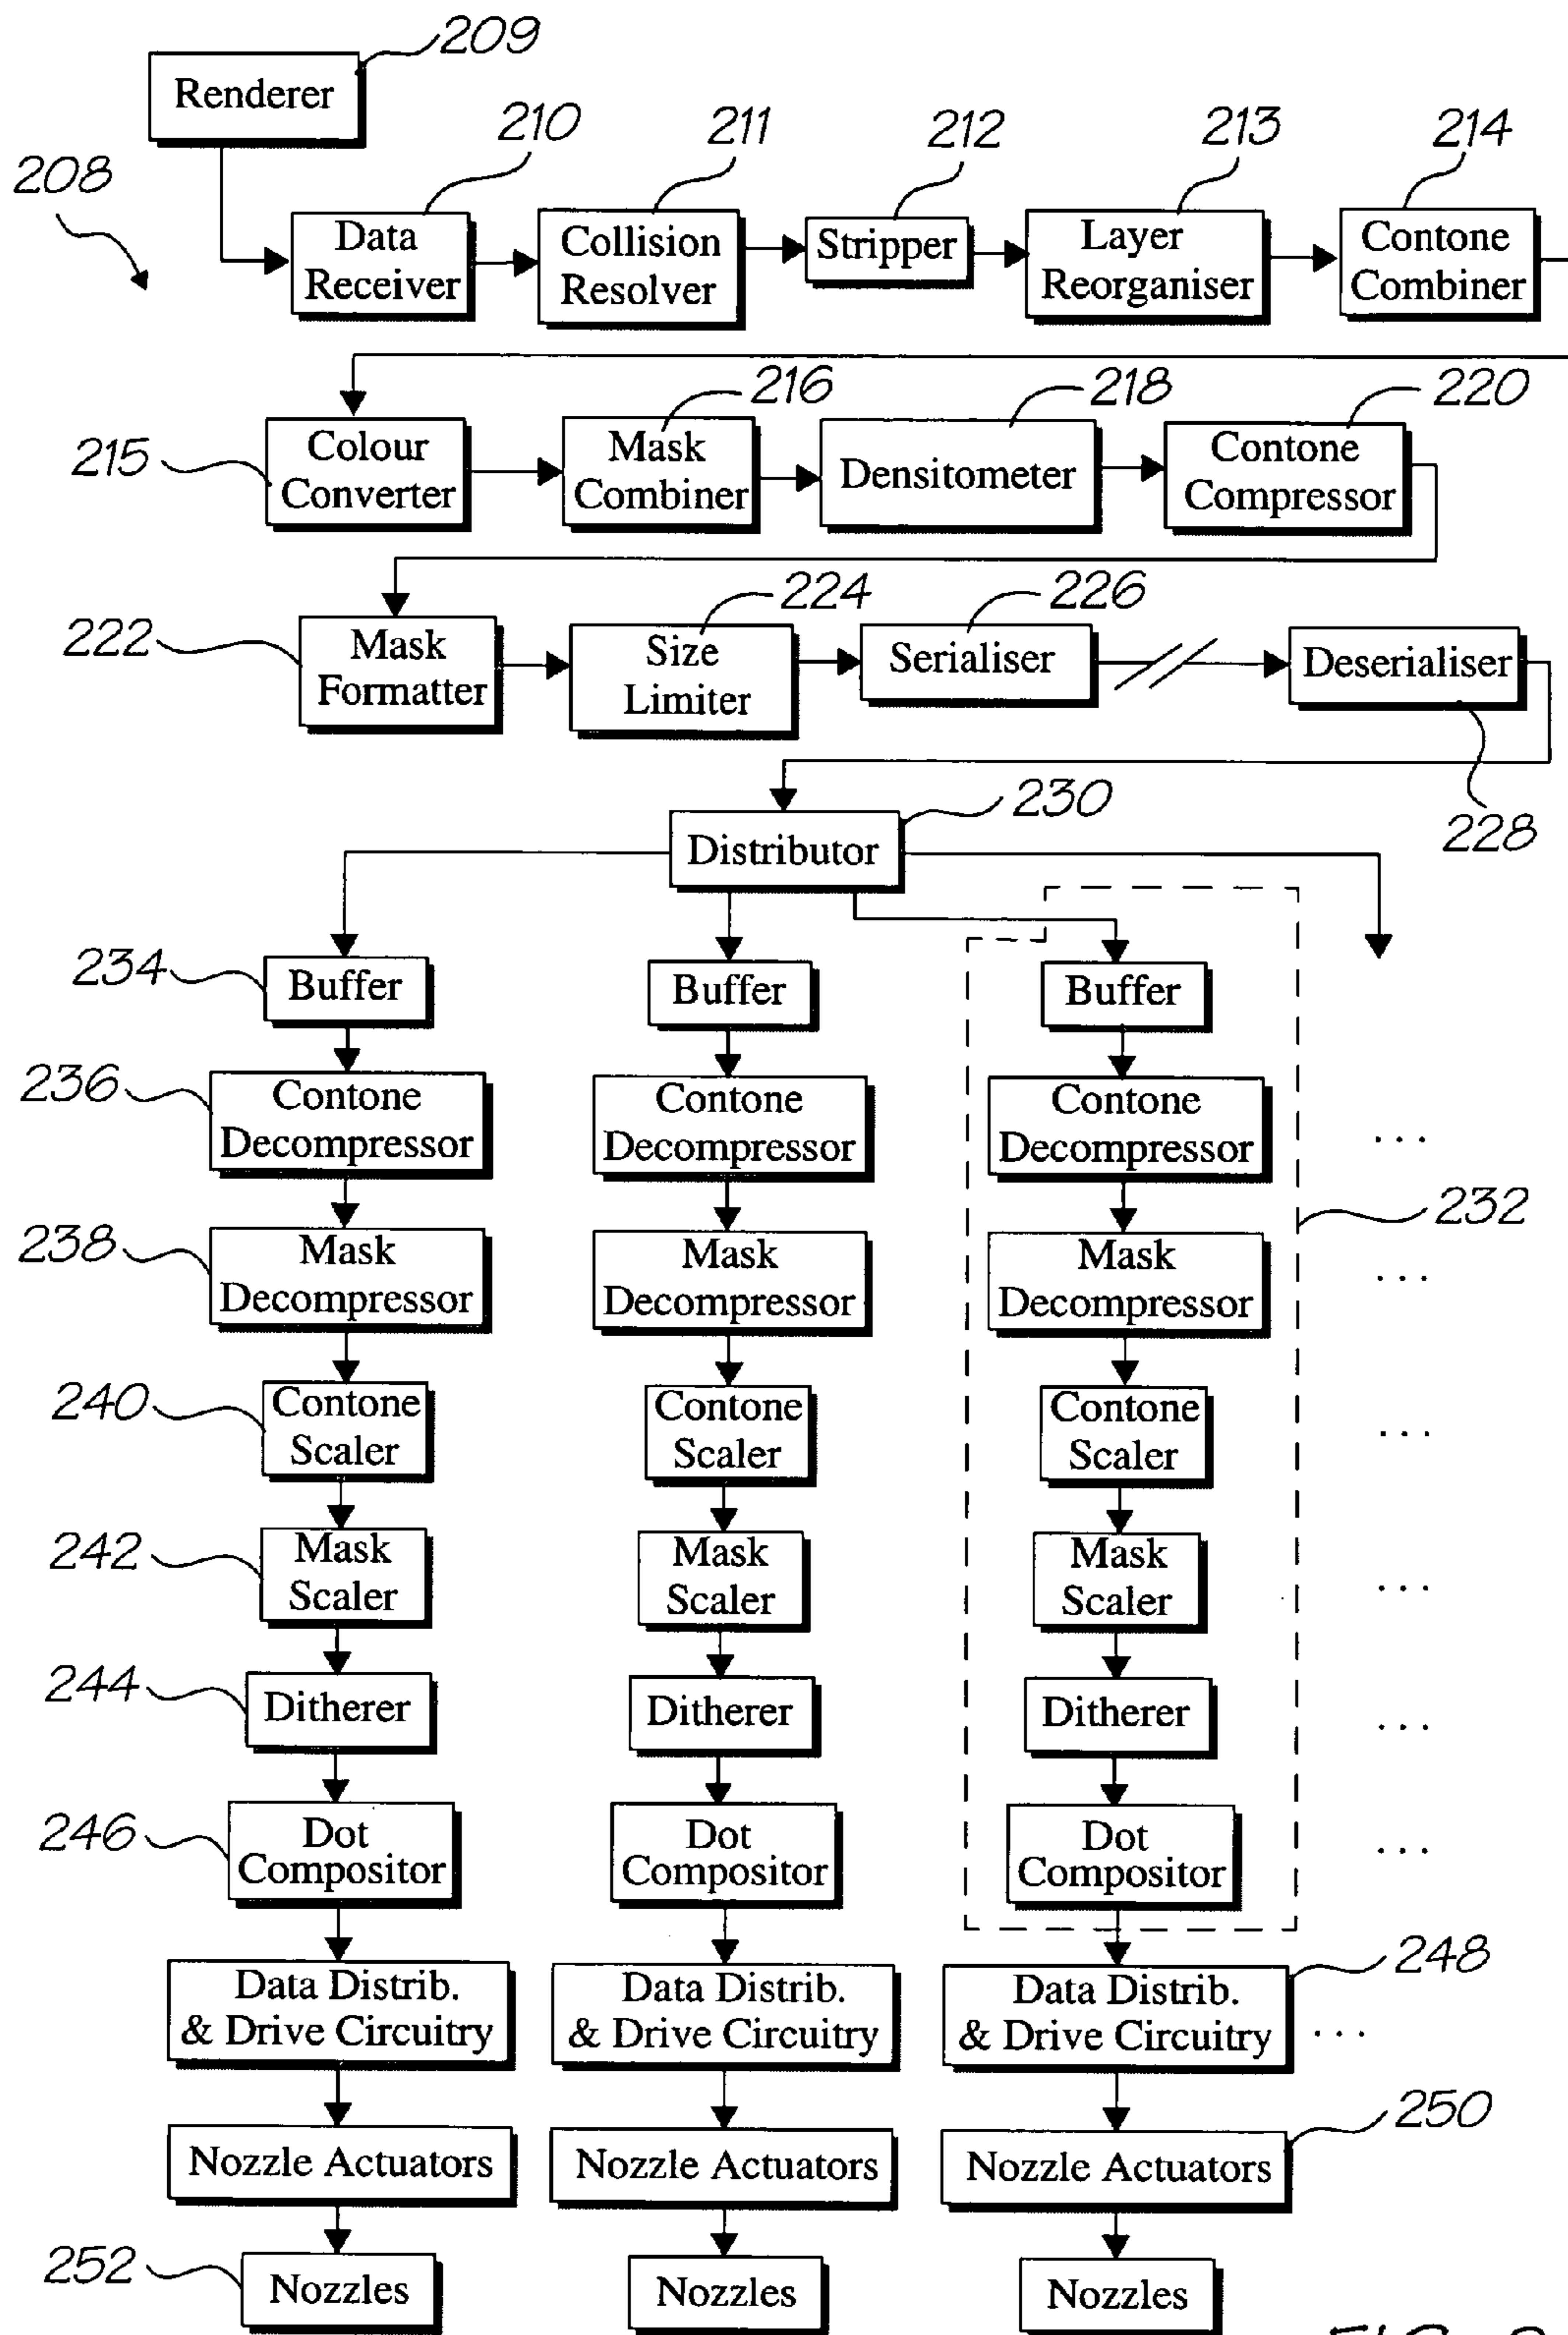 209
Renderer
208
210
211
212
213
214
Data
Receiver
Collision
Resolver
Stripper
Layer
Reorganiser
Contone
Combiner
215
216
218
220
Colour
Converter
Mask
Combiner
Densitometer
Contone
Compressor
222
224
226
Mask
Formatter
Size
Limiter
Serialiser
Deserialiser
228
230
Distributor
234
Buffer
Buffer
Buffer
236
Contone
Decompressor
Contone
Decompressor
Contone
Decompressor
...
232
238
Mask
Decompressor
Mask
Decompressor
Mask
Decompressor
...
240
Contone
Scaler
Contone
Scaler
Contone
Scaler
...
242
Mask
Scaler
Mask
Scaler
Mask
Scaler
...
244
Ditherer
Ditherer
Ditherer
...
246
Dot
Compositor
Dot
Compositor
Dot
Compositor
...
248
Data Distrib.
& Drive Circuitry
Data Distrib.
& Drive Circuitry
Data Distrib.
& Drive Circuitry
...
250
Nozzle Actuators
Nozzle Actuators
Nozzle Actuators
252
Nozzles
Nozzles
Nozzles